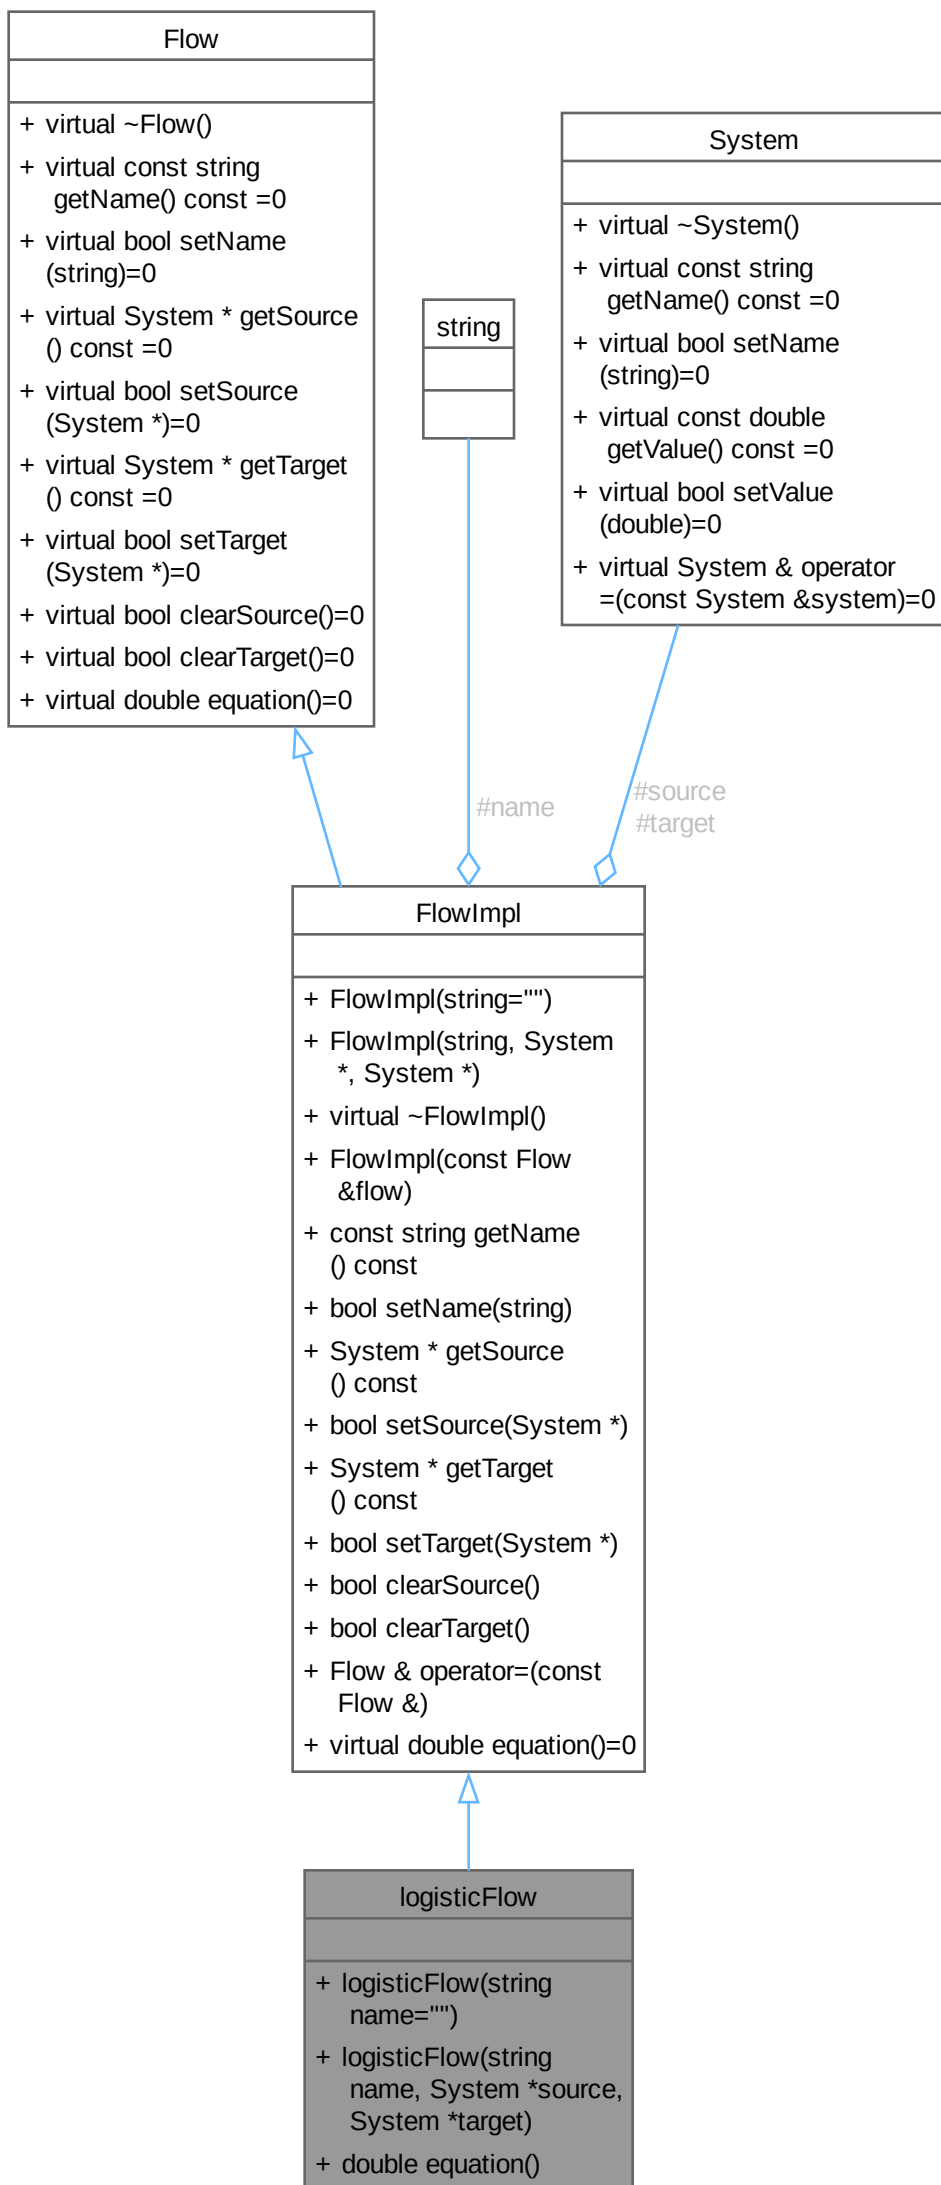 Flow
+ virtual ~Flow()
+ virtual const string
getName() const =0
+ virtual bool setName
(string)=0
+ virtual System * getSource
() const =0
+ virtual bool setSource
(System *)=0
+ virtual System * getTarget
() const =0
+ virtual bool setTarget
(System *)=0
+ virtual bool clearSource()=0
+ virtual bool clearTarget()=0
+ virtual double equation()=0
string
System
+ virtual ~System()
+ virtual const string
getName() const =0
+ virtual bool setName
(string)=0
+ virtual const double
getValue() const =0
+ virtual bool setValue
(double)=0
+ virtual System & operator
=(const System &system)=0
#name
#source
#target
FlowImpl
+ FlowImpl(string="")
+ FlowImpl(string, System
*, System *)
+ virtual ~FlowImpl()
+ FlowImpl(const Flow
&flow)
+ const string getName
() const
+ bool setName(string)
+ System * getSource
() const
+ bool setSource(System *)
+ System * getTarget
() const
+ bool setTarget(System *)
+ bool clearSource()
+ bool clearTarget()
+ Flow & operator=(const
Flow &)
+ virtual double equation()=0
logisticFlow
+ logisticFlow(string
name="")
+ logisticFlow(string
name, System *source,
System *target)
+ double equation()